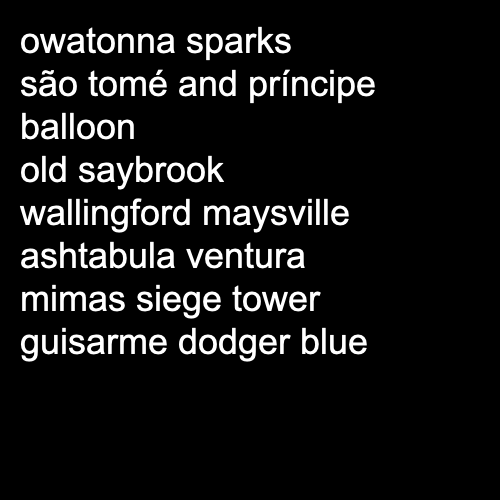 owatonna sparks
são tomé and príncipe
balloon
old saybrook
wallingford maysville
ashtabula ventura
mimas siege tower
guisarme dodger blue